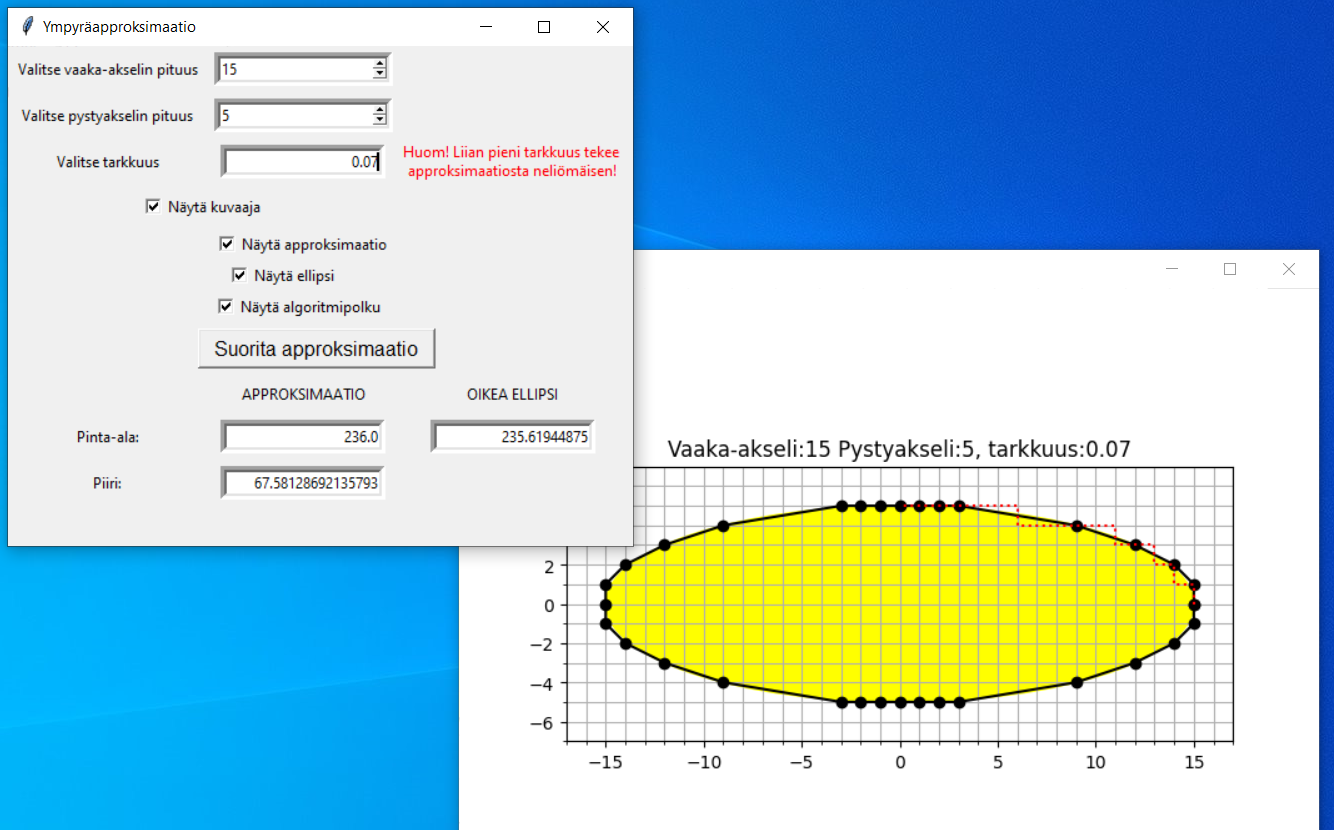 Ympyräapproksimaatio
Valitse vaaka-akselin pituus 15
Valitse pystyakselin pituus 5
Valitse tarkkuus 0.07
Huom! Liian pieni tarkkuus tekee
approksimaatiosta neliömäisen!
Näytä kuvaaja
Näytä approksimaatio
Näytä ellipsi
Näytä algoritmipolku
Suorita approksimaatio
APPROKSIMAATIO OIKEA ELLIPSI
Pinta-ala: 236.0 235.61944875
Piiri: 67.58128692135793
Vaaka-akseli:15 Pystyakseli:5, tarkkuus:0.07
2
0
−2
−4
−6
−15 −10 −5 0 5 10 15